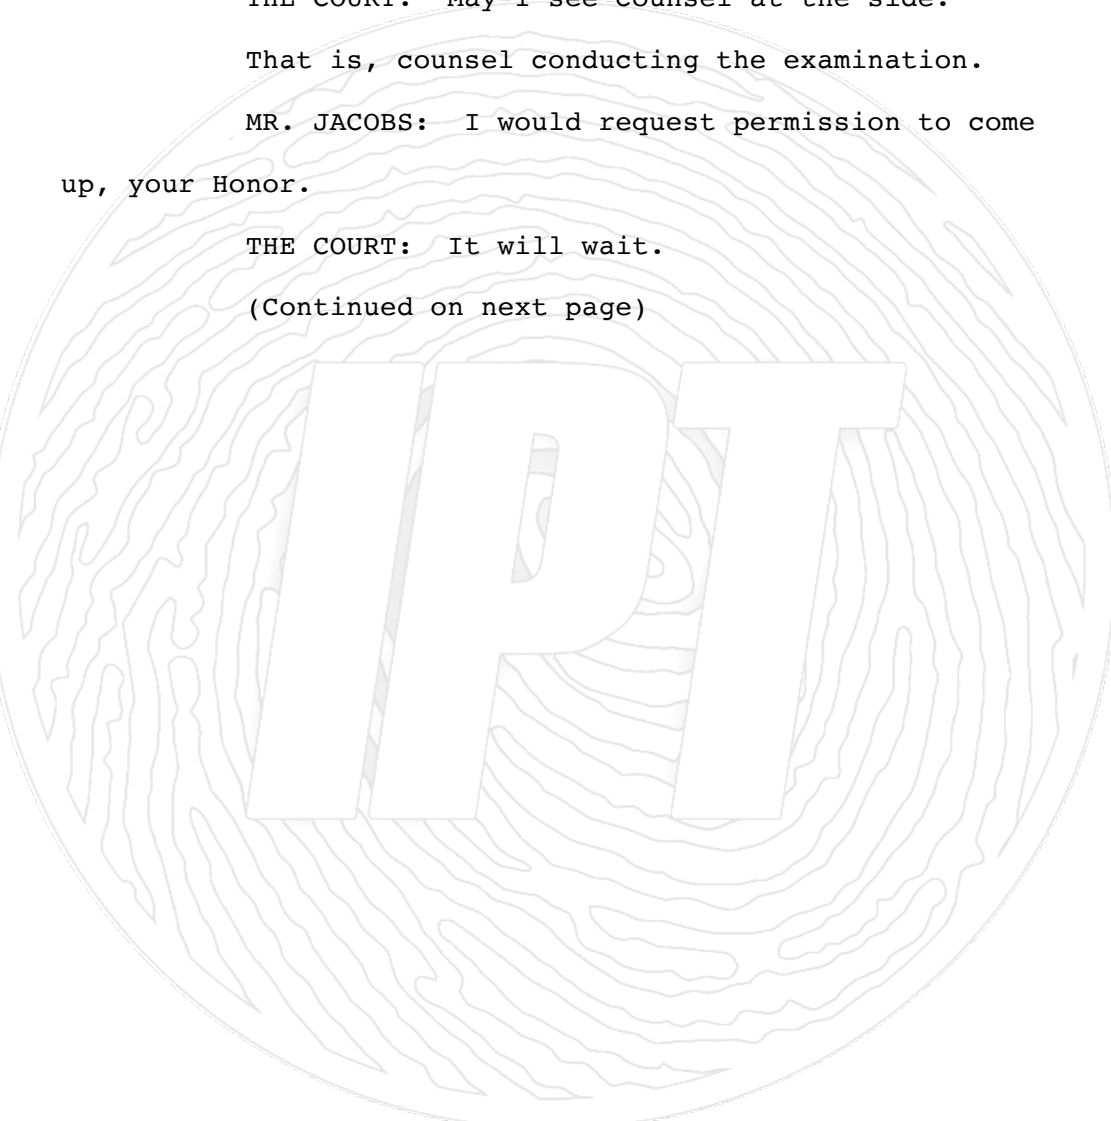 THE COURT: May I see counsel at the side.
That is, counsel conducting the examination.
MR. JACOBS: I would request permission to come
up, your Honor.
THE COURT: It will wait.
(Continued on next page)
IPT